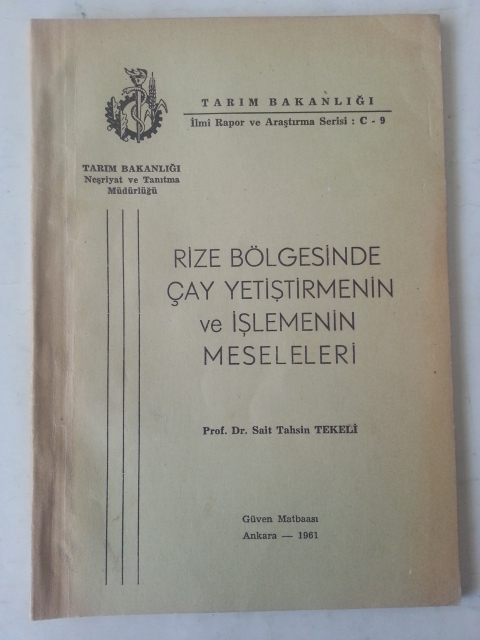 TARIM BAKANLIĞI
İlmî Rapor ve Araştırma Serisi : C - 9
TARIM BAKANLIĞI
Neşriyat ve Tanıtma
Müdürlüğü
RİZE BÖLGESİNDE
ÇAY YETİŞTİRMENİN
ve İŞLEMENİN
MESELELERİ
Prof. Dr. Sait Tahsin TEKELİ
Güven Matbaası
Ankara — 1961